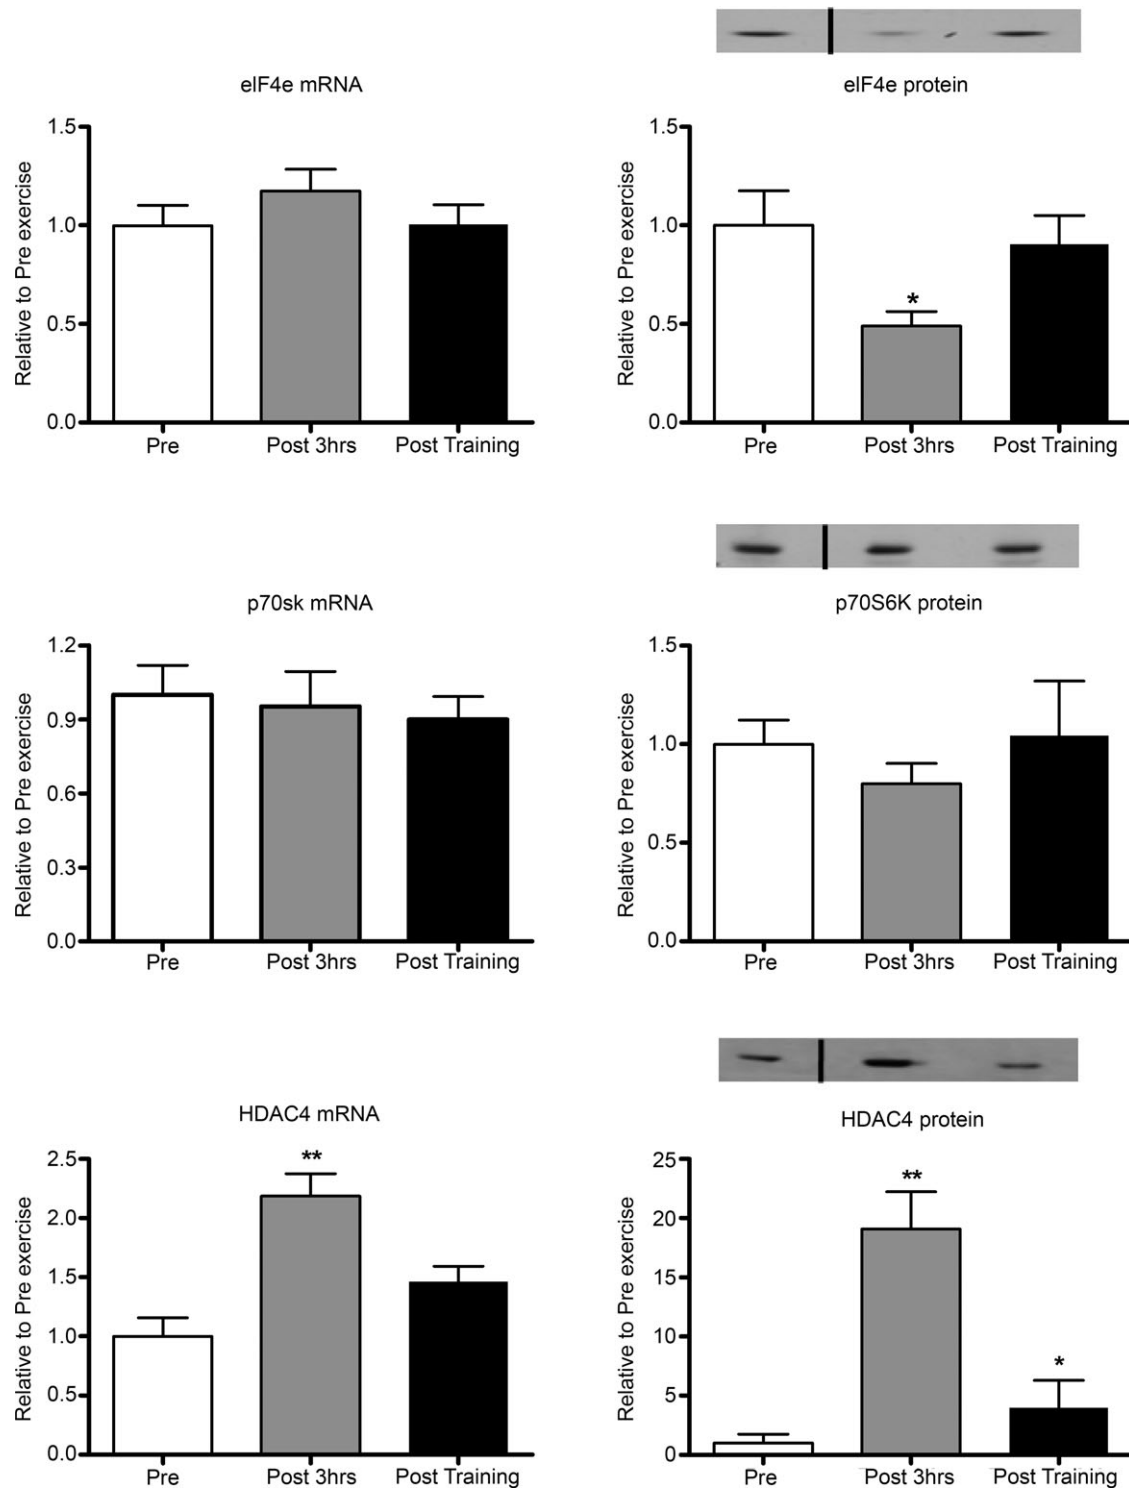 eIF4e mRNA
Relative to Pre exercise
1.5
1.0
0.5
0.0
Pre Post 3hrs Post Training
eIF4e protein
Relative to Pre exercise
1.5
1.0
*
0.5
0.0
Pre Post 3hrs Post Training
p70sk mRNA
Relative to Pre exercise
1.2
0.9
0.6
0.3
0.0
Pre Post 3hrs Post Training
p70S6K protein
Relative to Pre exercise
1.5
1.0
0.5
0.0
Pre Post 3hrs Post Training
HDAC4 mRNA
Relative to Pre exercise
**
2.5
2.0
1.5
1.0
0.5
0.0
Pre Post 3hrs Post Training
HDAC4 protein
Relative to Pre exercise
25
**
20
15
10
*
5
0
Pre Post 3hrs Post Training